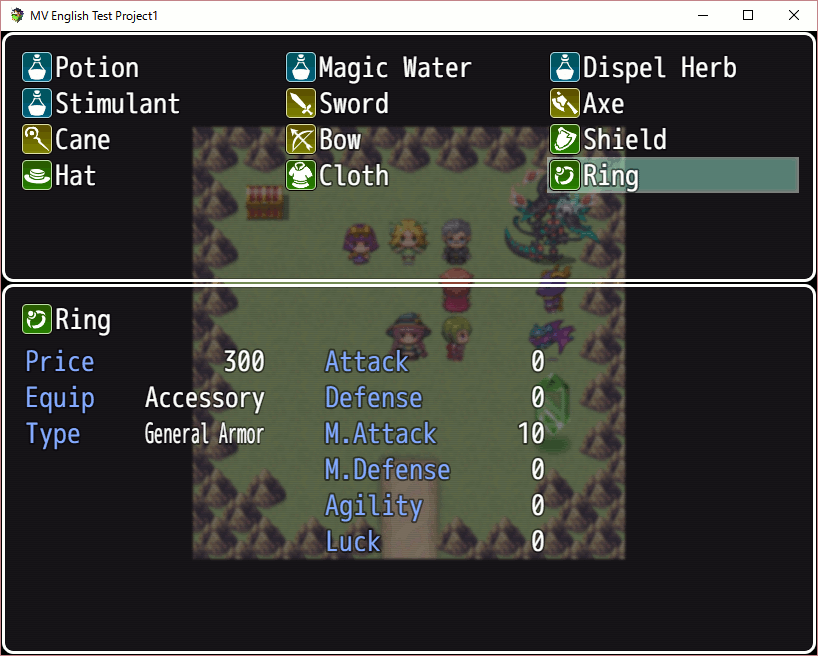 MV English Test Project1
Potion Magic Water Dispel Herb
Stimulant Sword Axe
Cane Bow Shield
Hat Cloth Ring
Ring
Price 300 Attack 0
Equip Accessory Defense 0
Type General Armor M.Attack 10
M.Defense 0
Agility 0
Luck 0